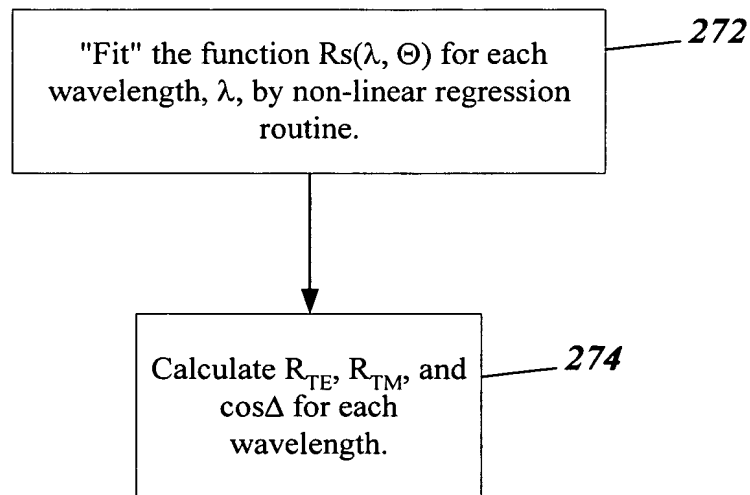 "Fit" the function Rs(λ, Θ) for each
wavelength, λ, by non-linear regression
routine.
272
Calculate R_TE, R_TM, and
cosΔ for each
wavelength.
274